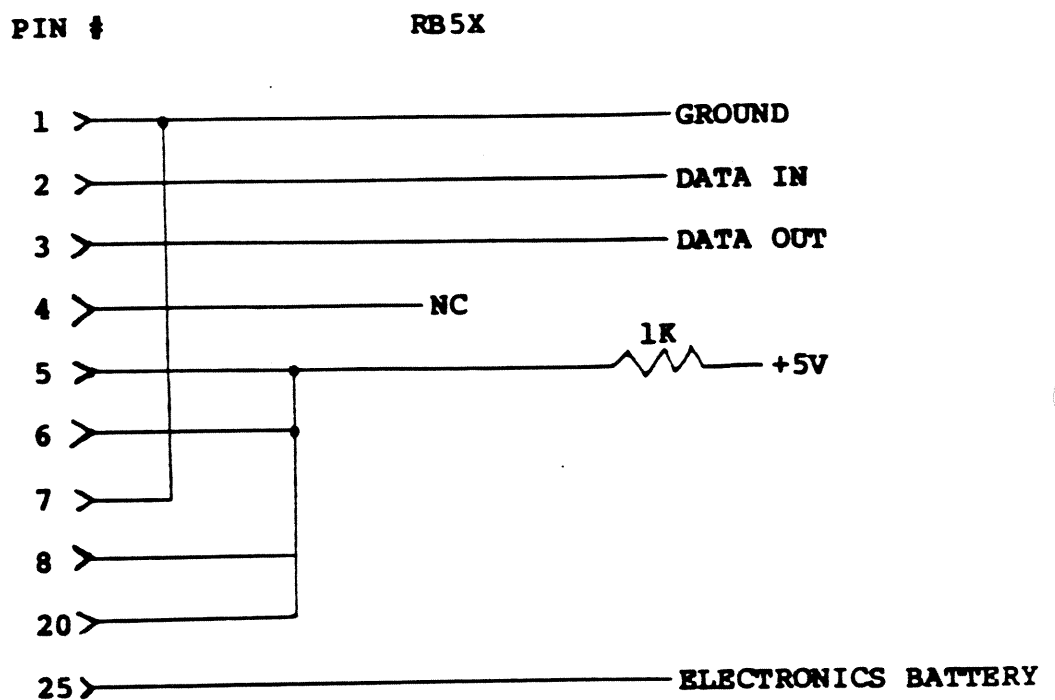 PIN # RB5X
1 GROUND
2 DATA IN
3 DATA OUT
4 NC
1K
5 +5V
6
7
8
20
25 ELECTRONICS BATTERY